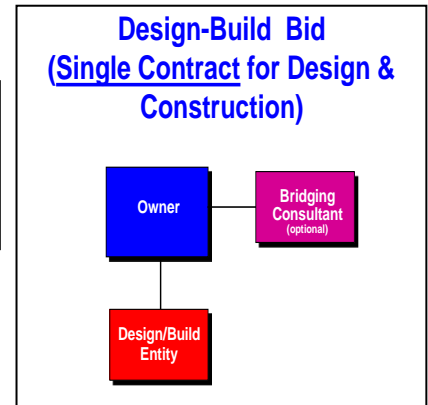 Design-Build Bid
(Single Contract for Design &
Construction)
Owner
Bridging
Consultant
(optional)
Design/Build
Entity